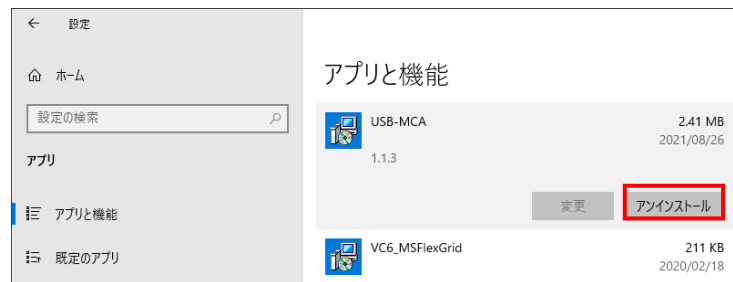 ← 設定
ホーム
設定の検索
アプリ
アプリと機能
既定のアプリ
アプリと機能
USB-MCA 2.41 MB
2021/08/26
1.1.3
変更 アンインストール
VC6_MSFlexGrid 211 KB
2020/02/18